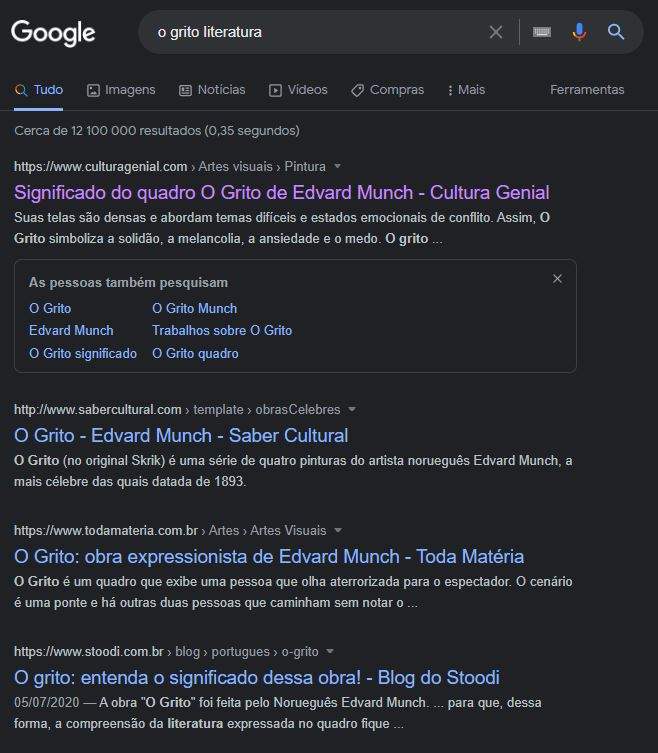 Google
o grito literatura
Tudo Imagens Notícias Vídeos Compras Mais Ferramentas
Cerca de 12 100 000 resultados (0,35 segundos)
https://www.culturagenial.com › Artes visuais › Pintura
Significado do quadro O Grito de Edvard Munch - Cultura Genial
Suas telas são densas e abordam temas difíceis e estados emocionais de conflito. Assim, O
Grito simboliza a solidão, a melancolia, a ansiedade e o medo. O grito ...
As pessoas também pesquisam
O Grito O Grito Munch
Edvard Munch Trabalhos sobre O Grito
O Grito significado O Grito quadro
http://www.sabercultural.com › template › obrasCelebres
O Grito - Edvard Munch - Saber Cultural
O Grito (no original Skrik) é uma série de quatro pinturas do artista norueguês Edvard Munch, a
mais célebre das quais datada de 1893.
https://www.todamateria.com.br › Artes › Artes Visuais
O Grito: obra expressionista de Edvard Munch - Toda Matéria
O Grito é um quadro que exibe uma pessoa que olha aterrorizada para o espectador. O cenário
é uma ponte e há outras duas pessoas que caminham sem notar o ...
https://www.stoodi.com.br › blog › portugues › o-grito
O grito: entenda o significado dessa obra! - Blog do Stoodi
05/07/2020 — A obra "O Grito" foi feita pelo Norueguês Edvard Munch. ... para que, dessa
forma, a compreensão da literatura expressada no quadro fique ...